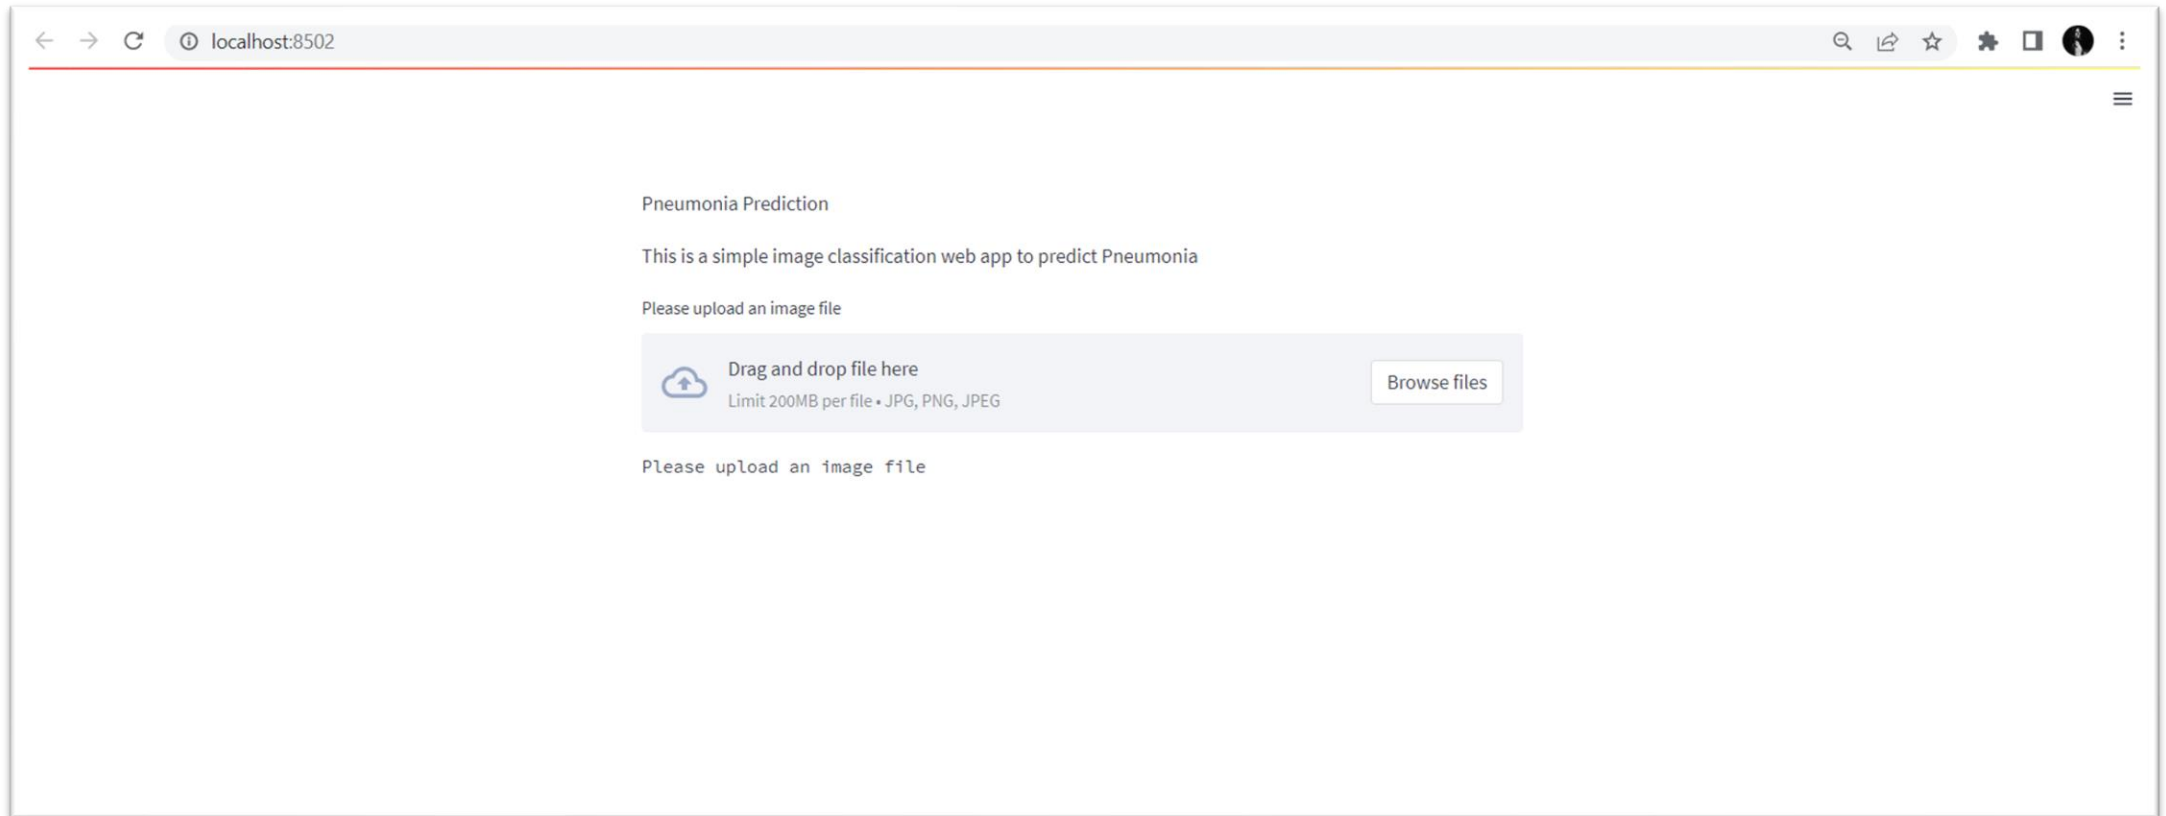 localhost:8502
Pneumonia Prediction
This is a simple image classification web app to predict Pneumonia
Please upload an image file
Drag and drop file here
Limit 200MB per file • JPG, PNG, JPEG
Browse files
Please upload an image file